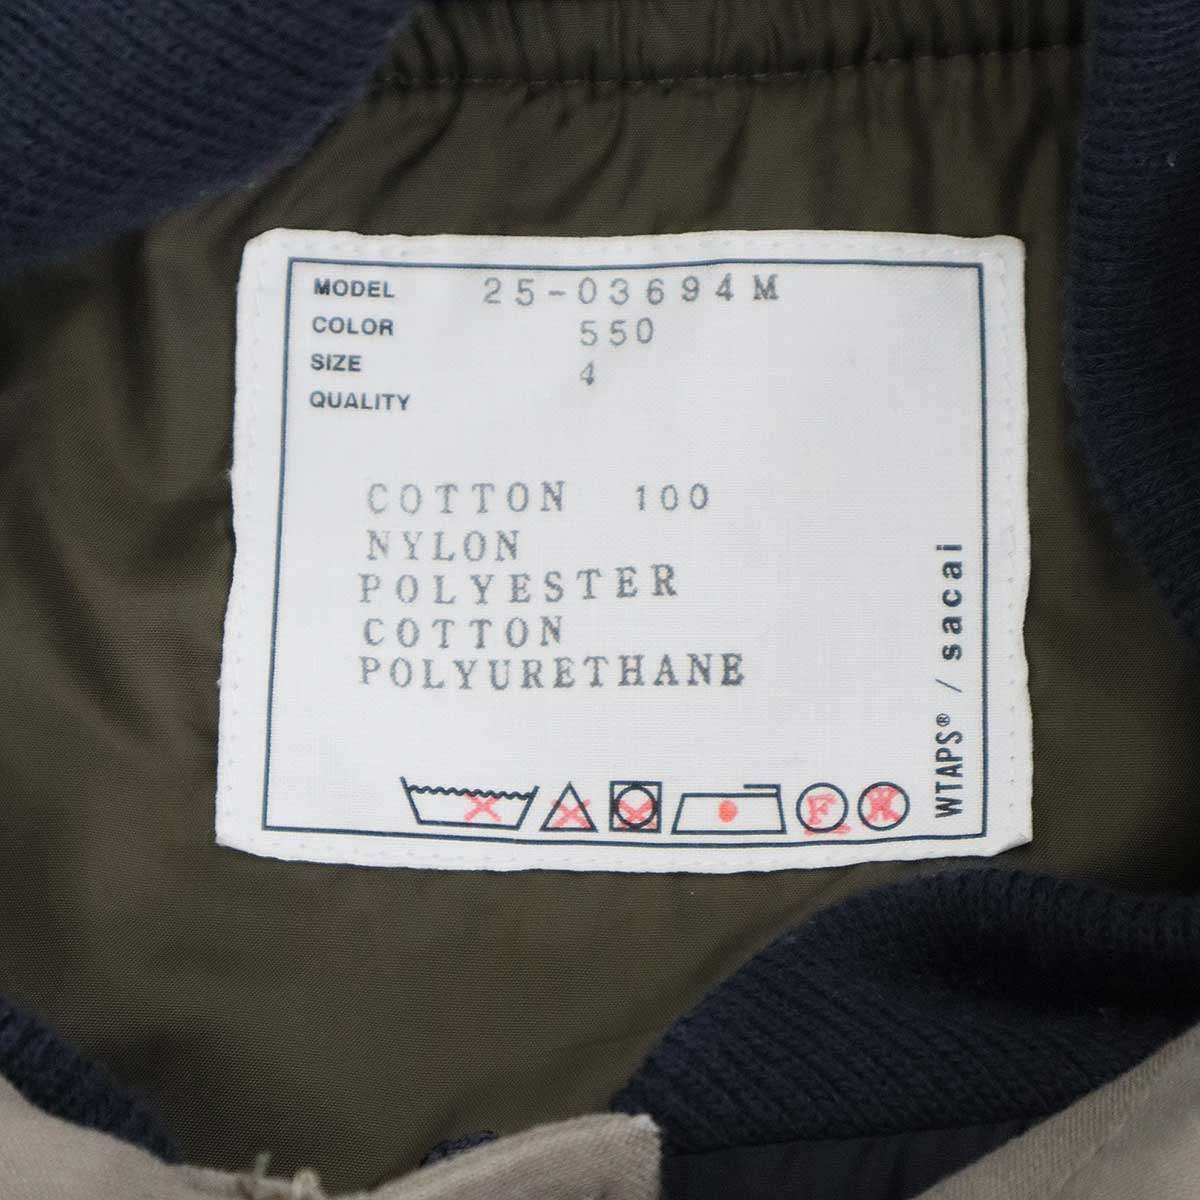 MODEL 25-03694M
COLOR 550
SIZE 4
QUALITY
COTTON 100
NYLON
POLYESTER
COTTON
POLYURETHANE
F
W
WTAPS® / sacai